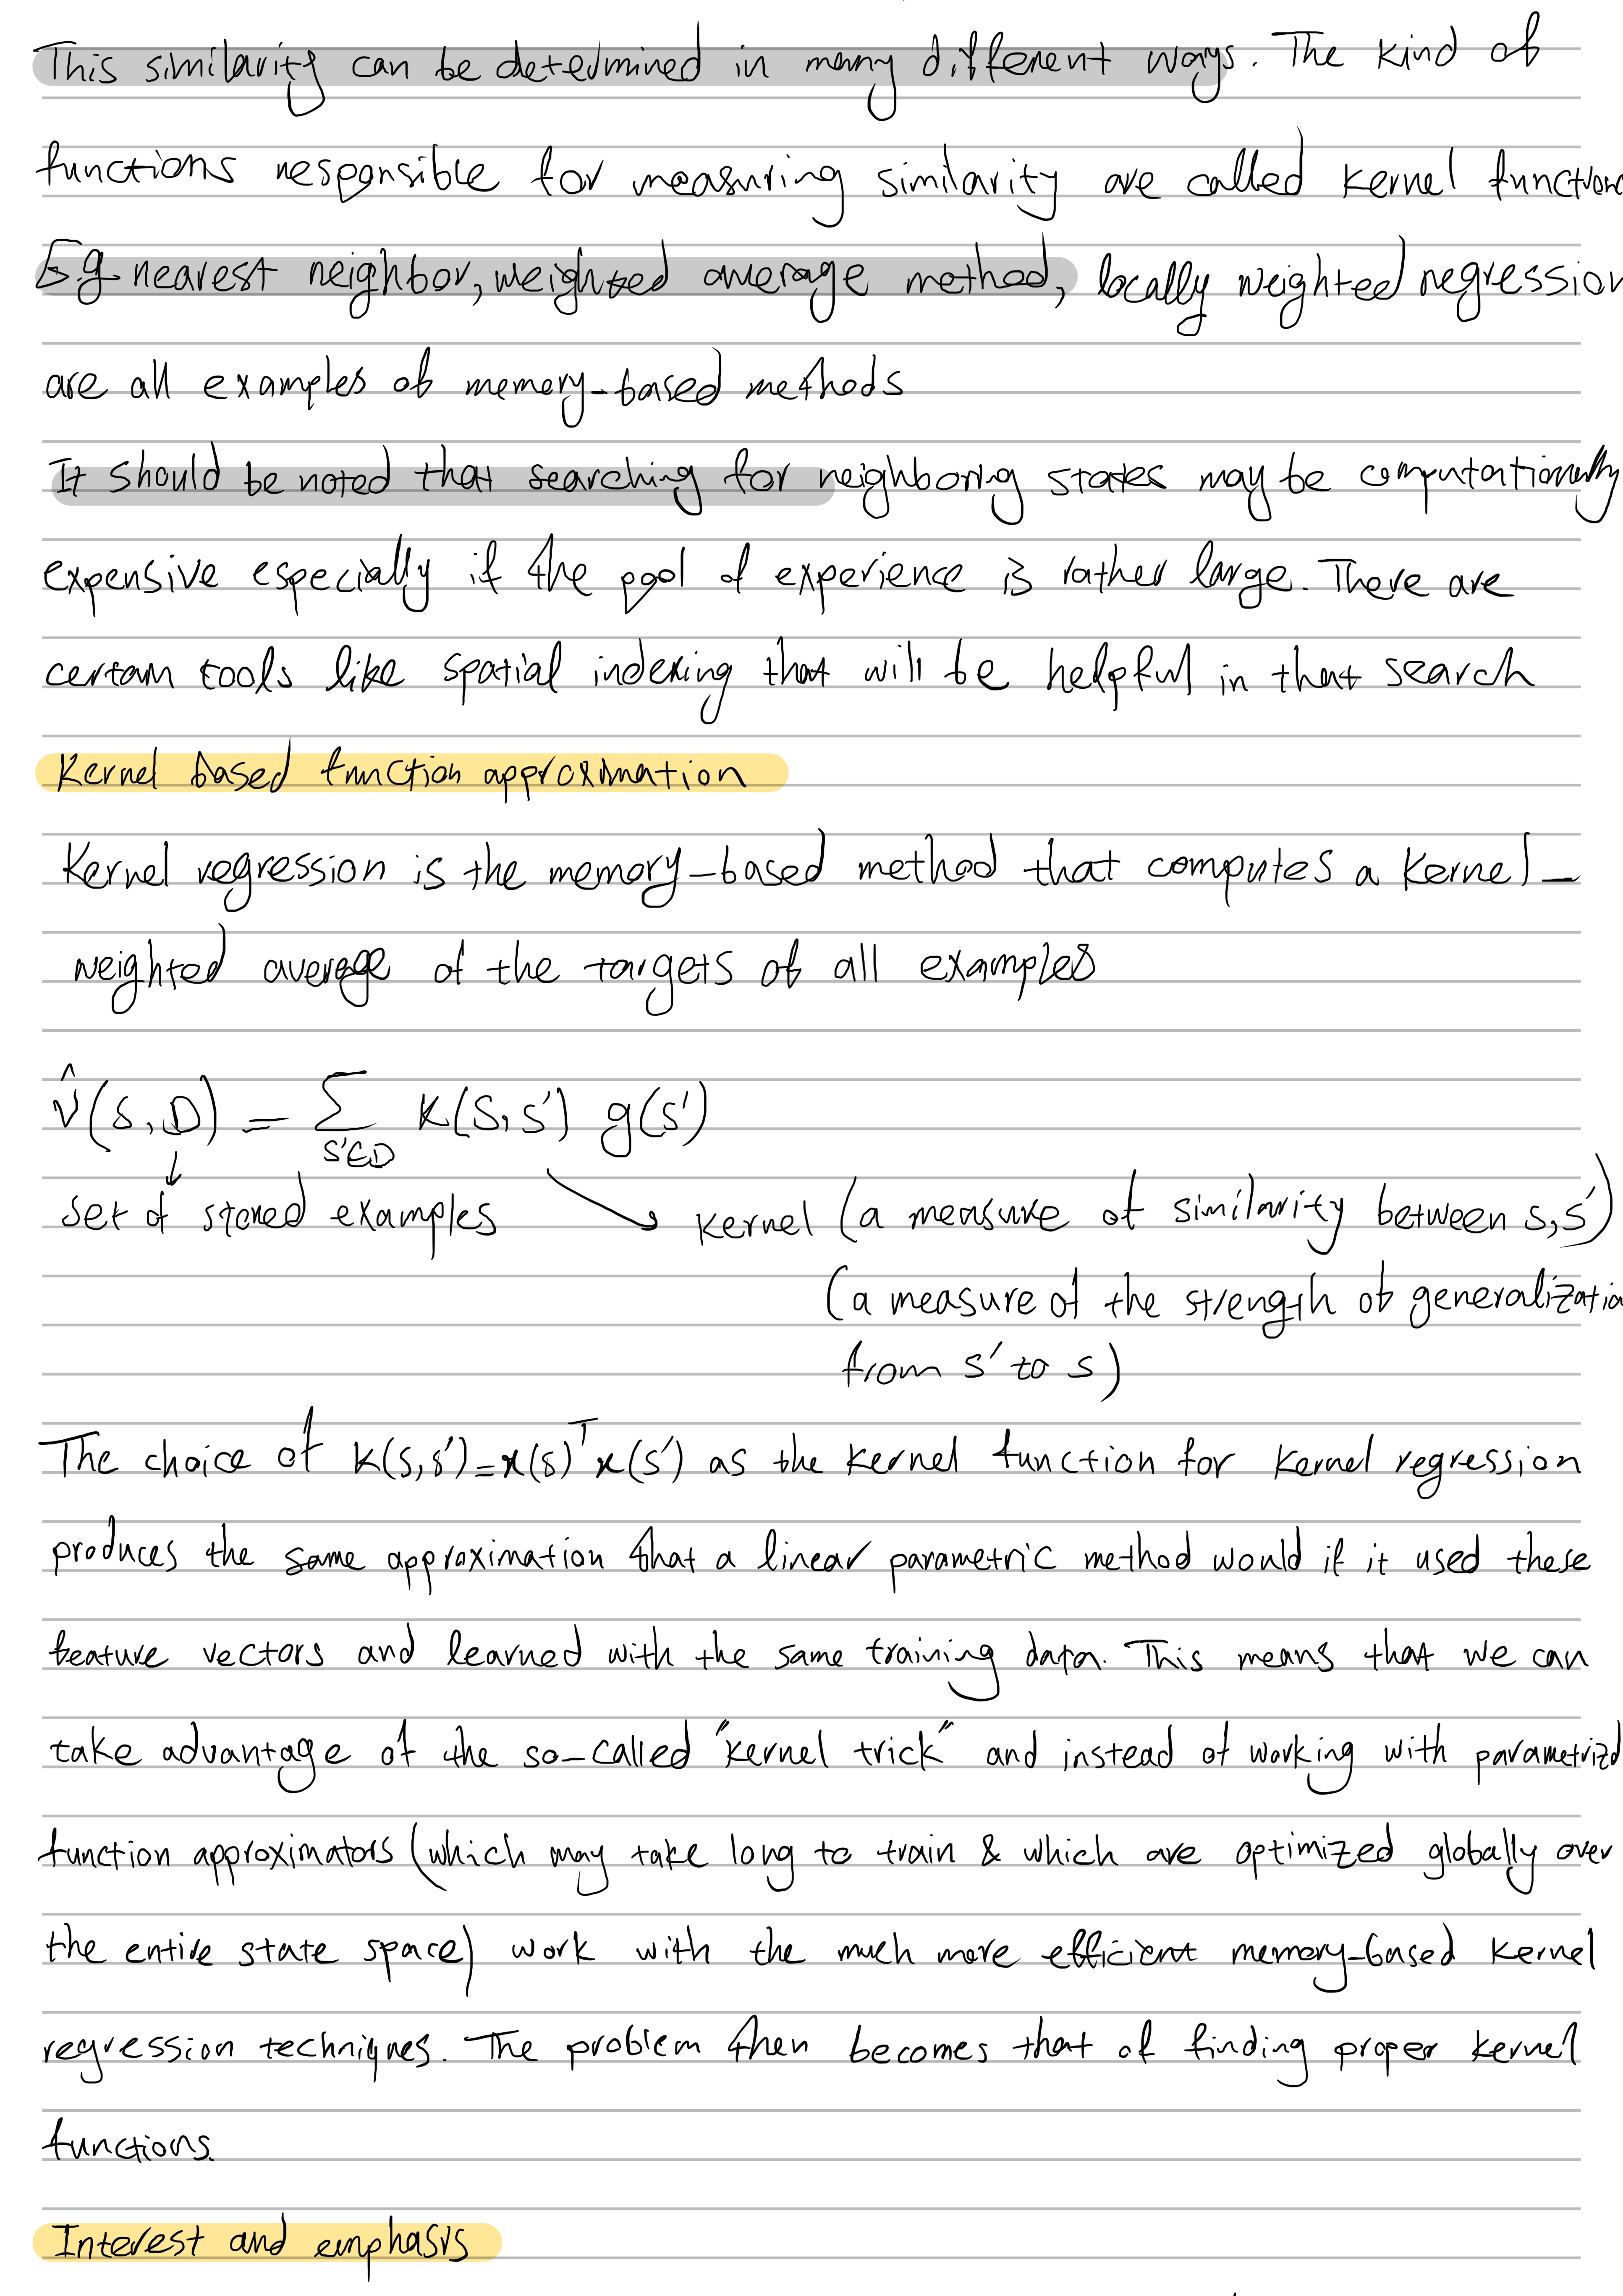 This similarity can be determined in many different ways. The kind of
functions responsible for measuring similarity are called kernel function
E.g nearest neighbor, weighted average method, locally weighted regression
are all examples of memory-based methods
It should be noted that searching for neighboring states may be computationally
expensive especially if the pool of experience is rather large. There are
certain tools like spatial indexing that will be helpful in that search
Kernel based function approximation
Kernel regression is the memory-based method that computes a kernel-
weighted average of the targets of all examples
v̂(s,D) = Σ_{s'∈D} k(s,s') g(s')
set of stored examples
kernel (a measure of similarity between s,s')
(a measure of the strength of generalizatio
from s' to s)
The choice of k(s,s')=x(s)ᵀx(s') as the kernel function for kernel regression
produces the same approximation that a linear parametric method would if it used these
feature vectors and learned with the same training data. This means that we can
take advantage of the so-called "kernel trick" and instead of working with parametrizd
function approximators (which may take long to train & which are optimized globally over
the entire state space) work with the much more efficient memory-based kernel
regression techniques. The problem then becomes that of finding proper kernel
functions.
Interest and emphasis